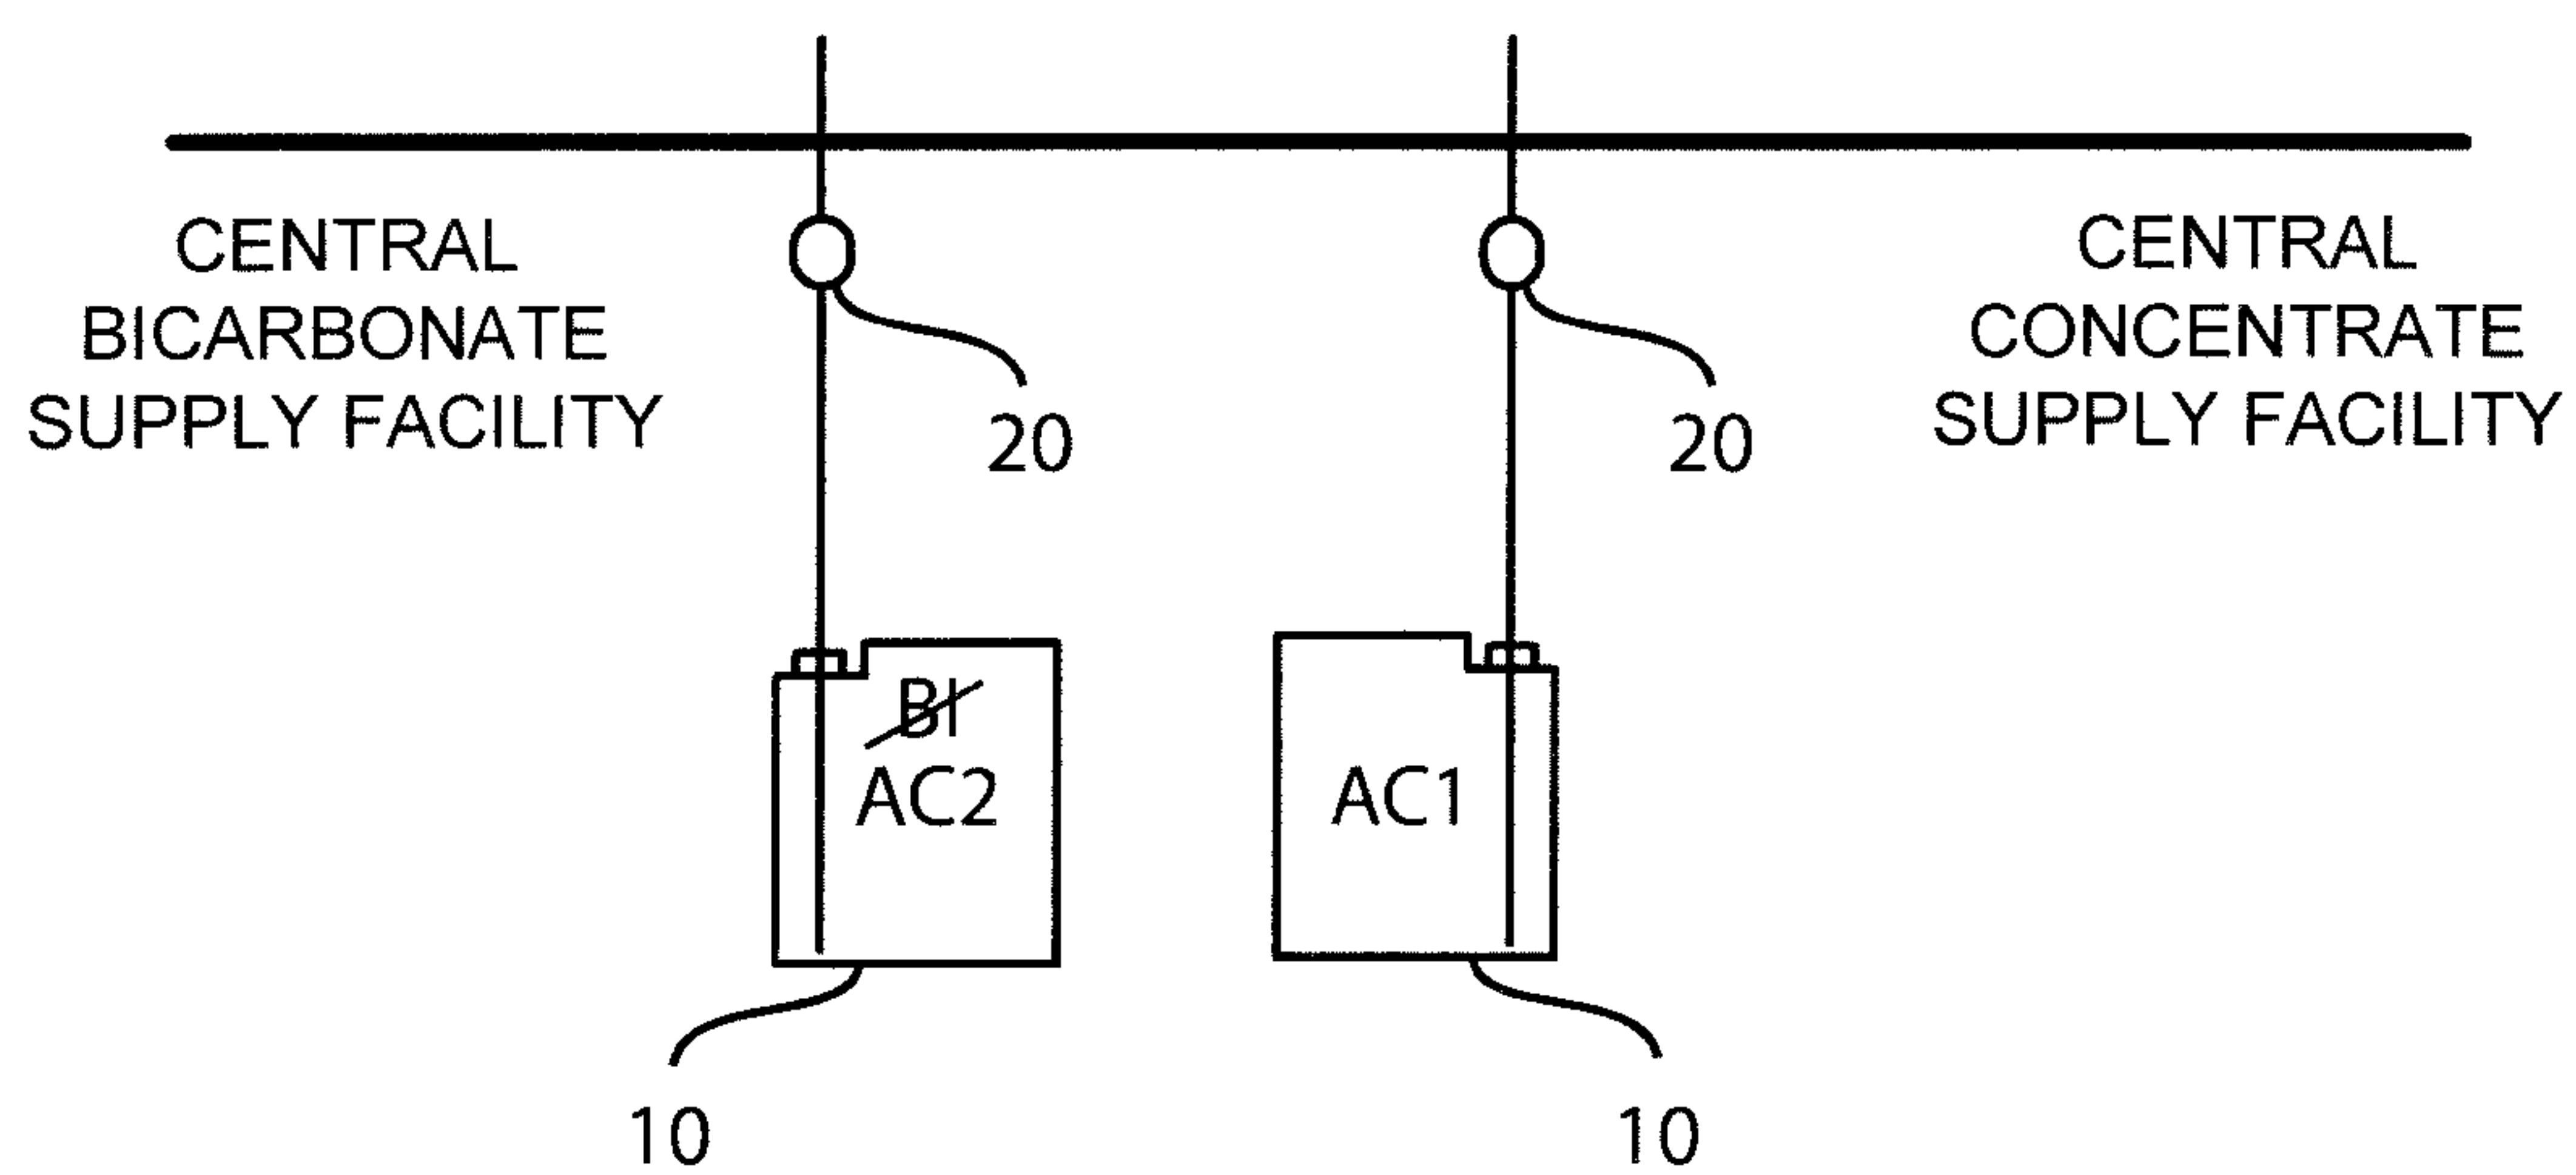 CENTRAL
BICARBONATE
SUPPLY FACILITY
20
20
CENTRAL
CONCENTRATE
SUPPLY FACILITY
BI
AC2
AC1
10
10